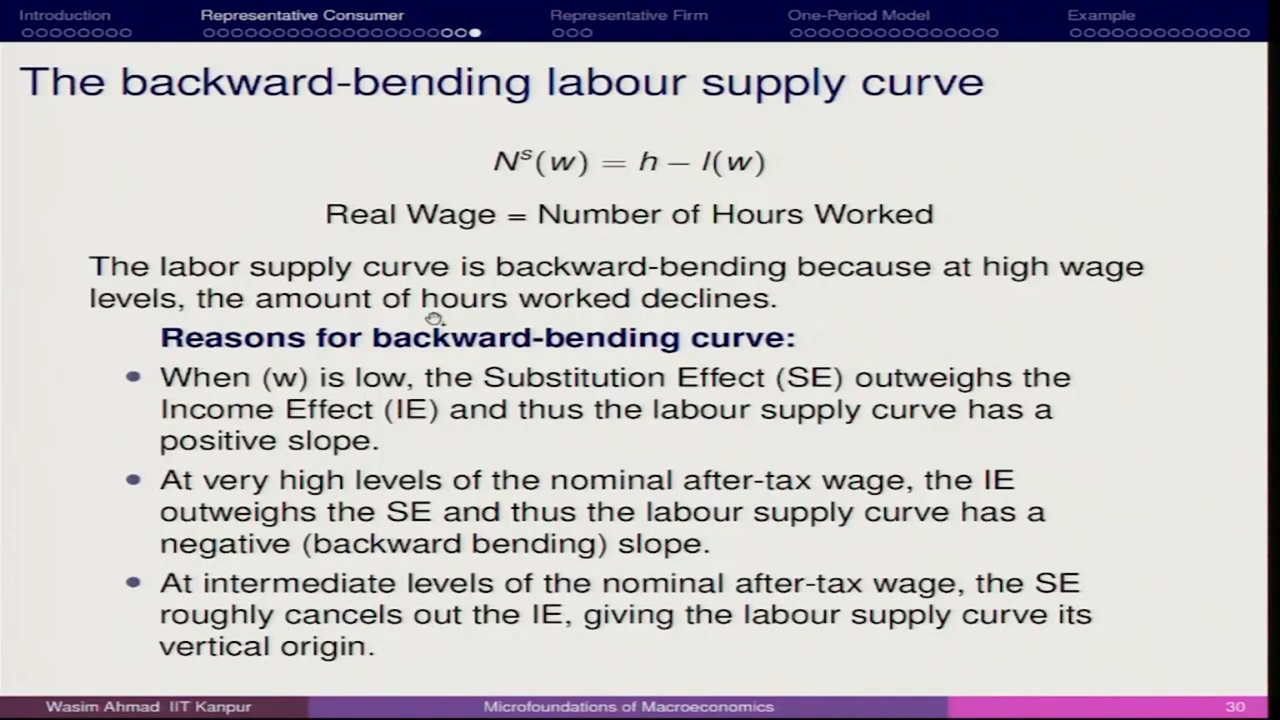 Introduction Representative Consumer Representative Firm One-Period Model Example
The backward-bending labour supply curve
Nˢ(w) = h − l(w)
Real Wage = Number of Hours Worked
The labor supply curve is backward-bending because at high wage
levels, the amount of hours worked declines.
Reasons for backward-bending curve:
When (w) is low, the Substitution Effect (SE) outweighs the
Income Effect (IE) and thus the labour supply curve has a
positive slope.
At very high levels of the nominal after-tax wage, the IE
outweighs the SE and thus the labour supply curve has a
negative (backward bending) slope.
At intermediate levels of the nominal after-tax wage, the SE
roughly cancels out the IE, giving the labour supply curve its
vertical origin.
Wasim Ahmad IIT Kanpur Microfoundations of Macroeconomics 30